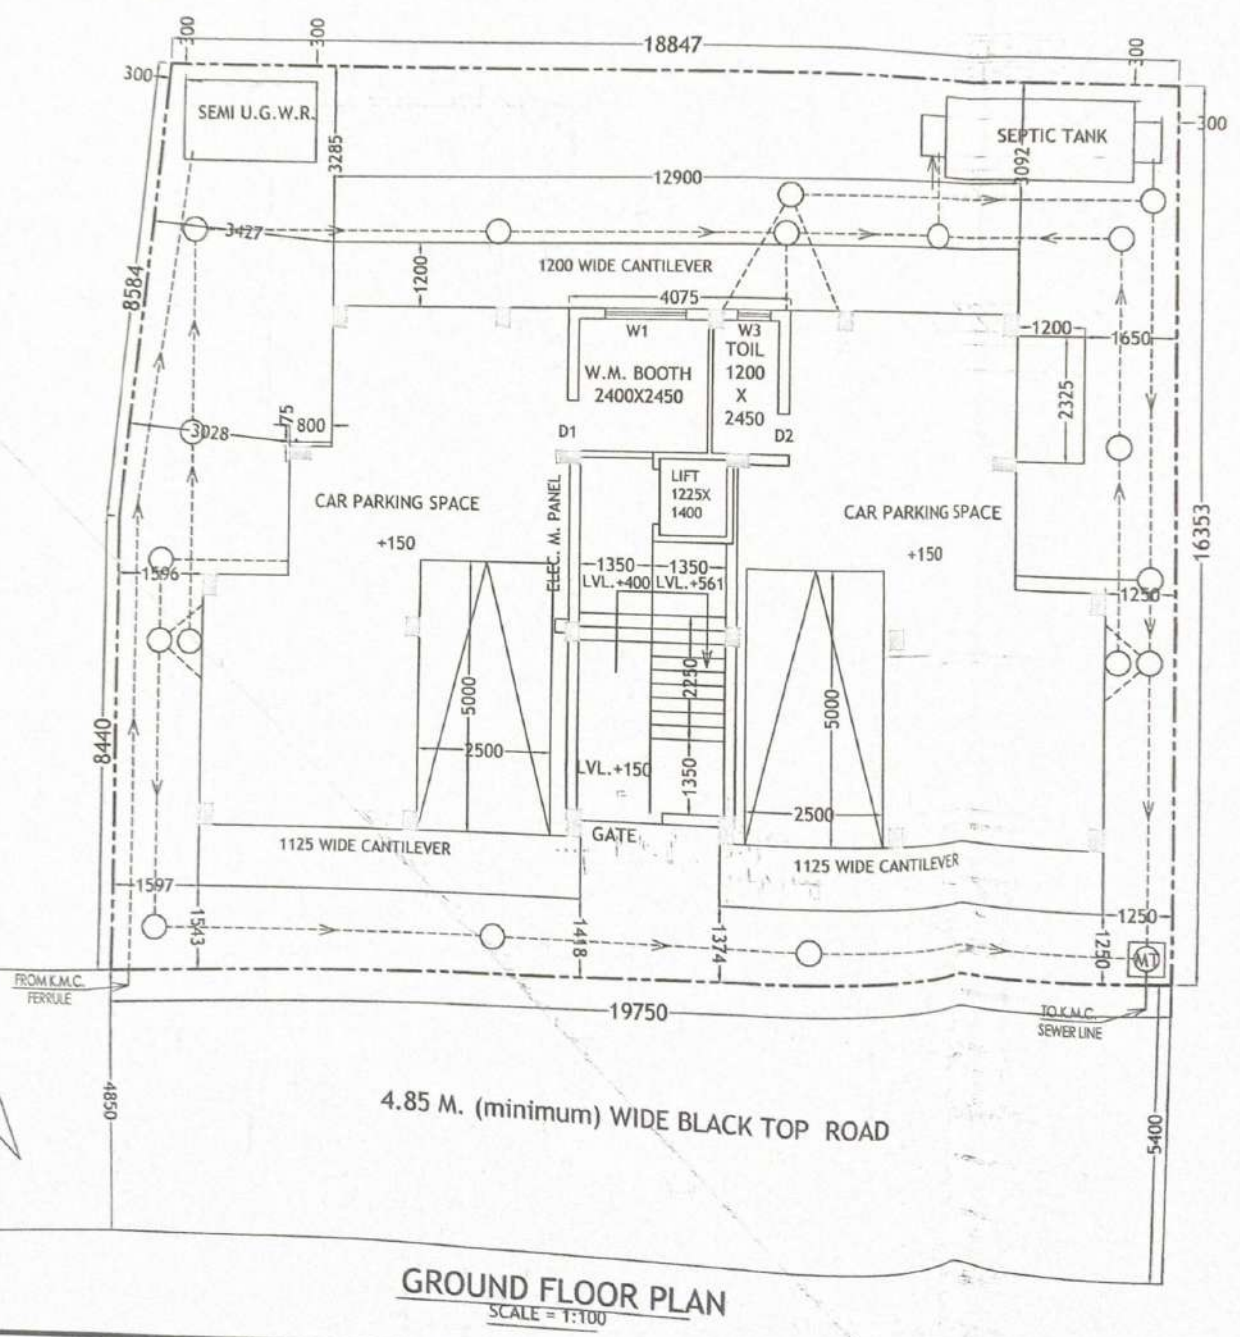 300
300
18847
300
300
SEMI U.G.W.R.
3285
3092
SEPTIC TANK
300
12900
3427
1200
1200 WIDE CANTILEVER
8584
4075
W1
W3
TOIL
1200
X
2450
W.M. BOOTH
2400X2450
1200
1650
2325
75
800
3028
D1
D2
LIFT
1225X
1400
CAR PARKING SPACE
+150
ELEC. M. PANEL
CAR PARKING SPACE
+150
16353
1350
1350
LVL.+400
LVL.+561
1596
1250
5000
2500
2250
5000
2500
8440
LVL.+150
1350
GATE
1125 WIDE CANTILEVER
1125 WIDE CANTILEVER
1597
1543
1418
1374
1250
1250
MT
FROM K.M.C.
FERRULE
19750
TO K.M.C.
SEWER LINE
4850
4.85 M. (minimum) WIDE BLACK TOP ROAD
5400
GROUND FLOOR PLAN
SCALE = 1:100